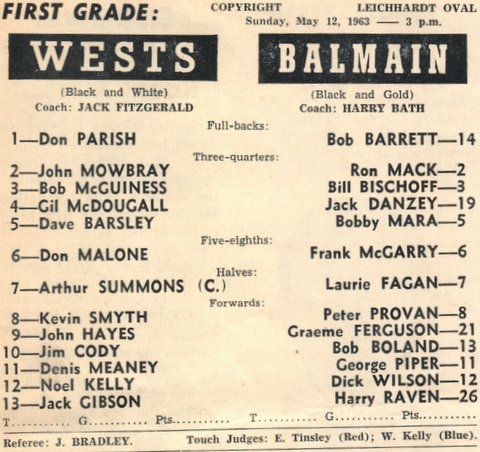 FIRST GRADE: COPYRIGHT LEICHHARDT OVAL
Sunday, May 12, 1963 —— 3 p.m.
WESTS BALMAIN
(Black and White) (Black and Gold)
Coach: JACK FITZGERALD Coach: HARRY BATH
Full-backs:
1—Don PARISH Bob BARRETT—14
Three-quarters:
2—John MOWBRAY Ron MACK—2
3—Bob McGUINESS Bill BISCHOFF—3
4—Gil McDOUGALL Jack DANZEY—19
5—Dave BARSLEY Bobby MARA—5
Five-eighths:
6—Don MALONE Frank McGARRY—6
Halves:
7—Arthur SUMMONS (C.) Laurie FAGAN—7
Forwards:
8—Kevin SMYTH Peter PROVAN—8
9—John HAYES Graeme FERGUSON—21
10—Jim CODY Bob BOLAND—13
11—Denis MEANEY George PIPER—11
12—Noel KELLY Dick WILSON—12
13—Jack GIBSON Harry RAVEN—26
T.......... G.......... Pts.......... T.......... G.......... Pts..........
Referee: J. BRADLEY. Touch Judges: E. Tinsley (Red); W. Kelly (Blue).